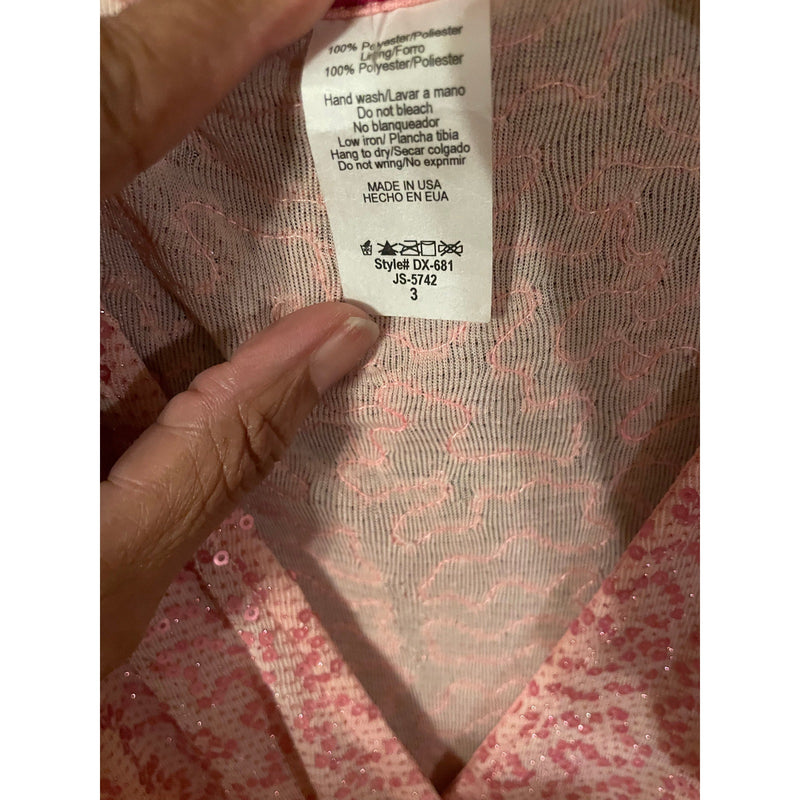 100% Polyester/Poliester
Lining/Forro
100% Polyester/Poliester
Hand wash/Lavar a mano
Do not bleach
No blanqueador
Low iron/ Plancha tibia
Hang to dry/Secar colgado
Do not wring/No exprimir
MADE IN USA
HECHO EN EUA
Style# DX-681
JS-5742
3